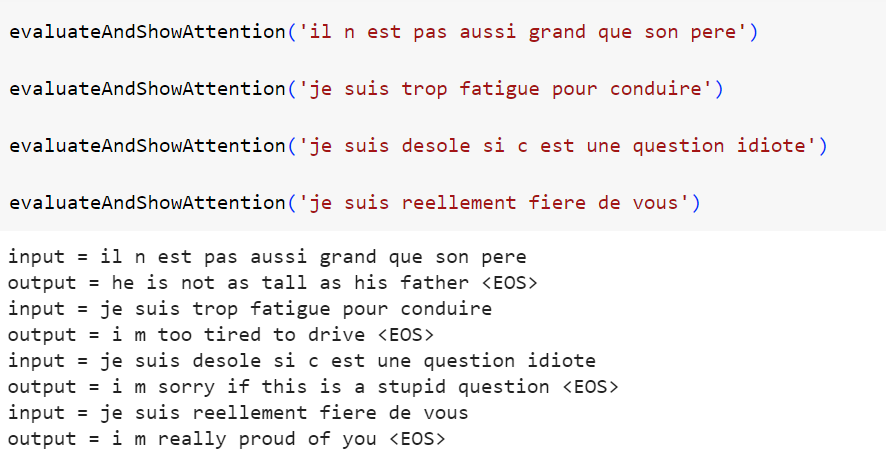 evaluateAndShowAttention('il n est pas aussi grand que son pere')
evaluateAndShowAttention('je suis trop fatigue pour conduire')
evaluateAndShowAttention('je suis desole si c est une question idiote')
evaluateAndShowAttention('je suis reellement fiere de vous')
input = il n est pas aussi grand que son pere
output = he is not as tall as his father <EOS>
input = je suis trop fatigue pour conduire
output = i m too tired to drive <EOS>
input = je suis desole si c est une question idiote
output = i m sorry if this is a stupid question <EOS>
input = je suis reellement fiere de vous
output = i m really proud of you <EOS>